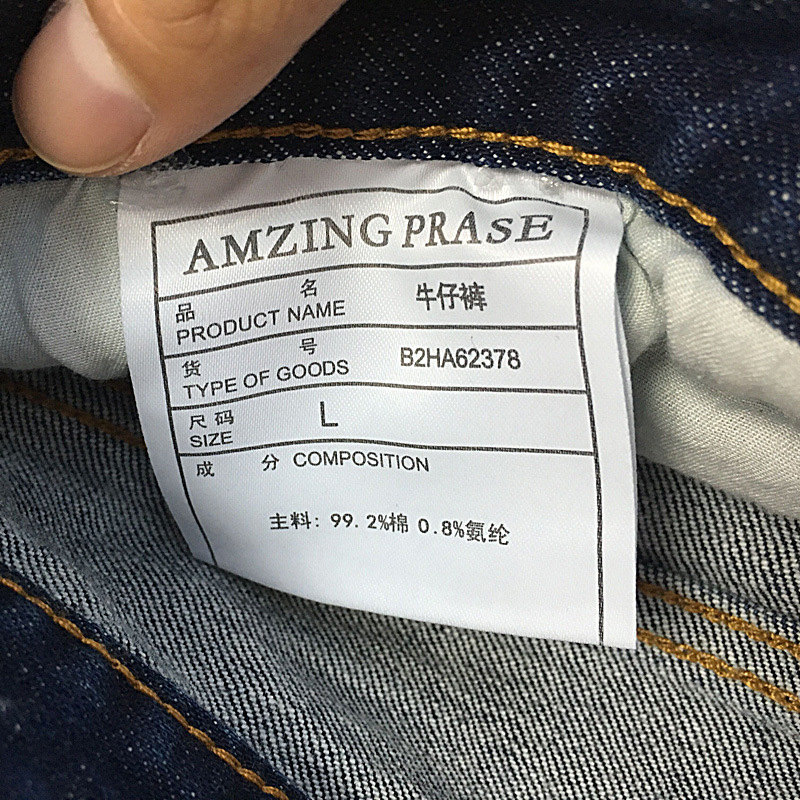 AMZING PRASE
品 名
PRODUCT NAME 牛仔裤
货 号
TYPE OF GOODS B2HA62378
尺 码
SIZE L
成 分 COMPOSITION
主料: 99.2%棉 0.8%氨纶